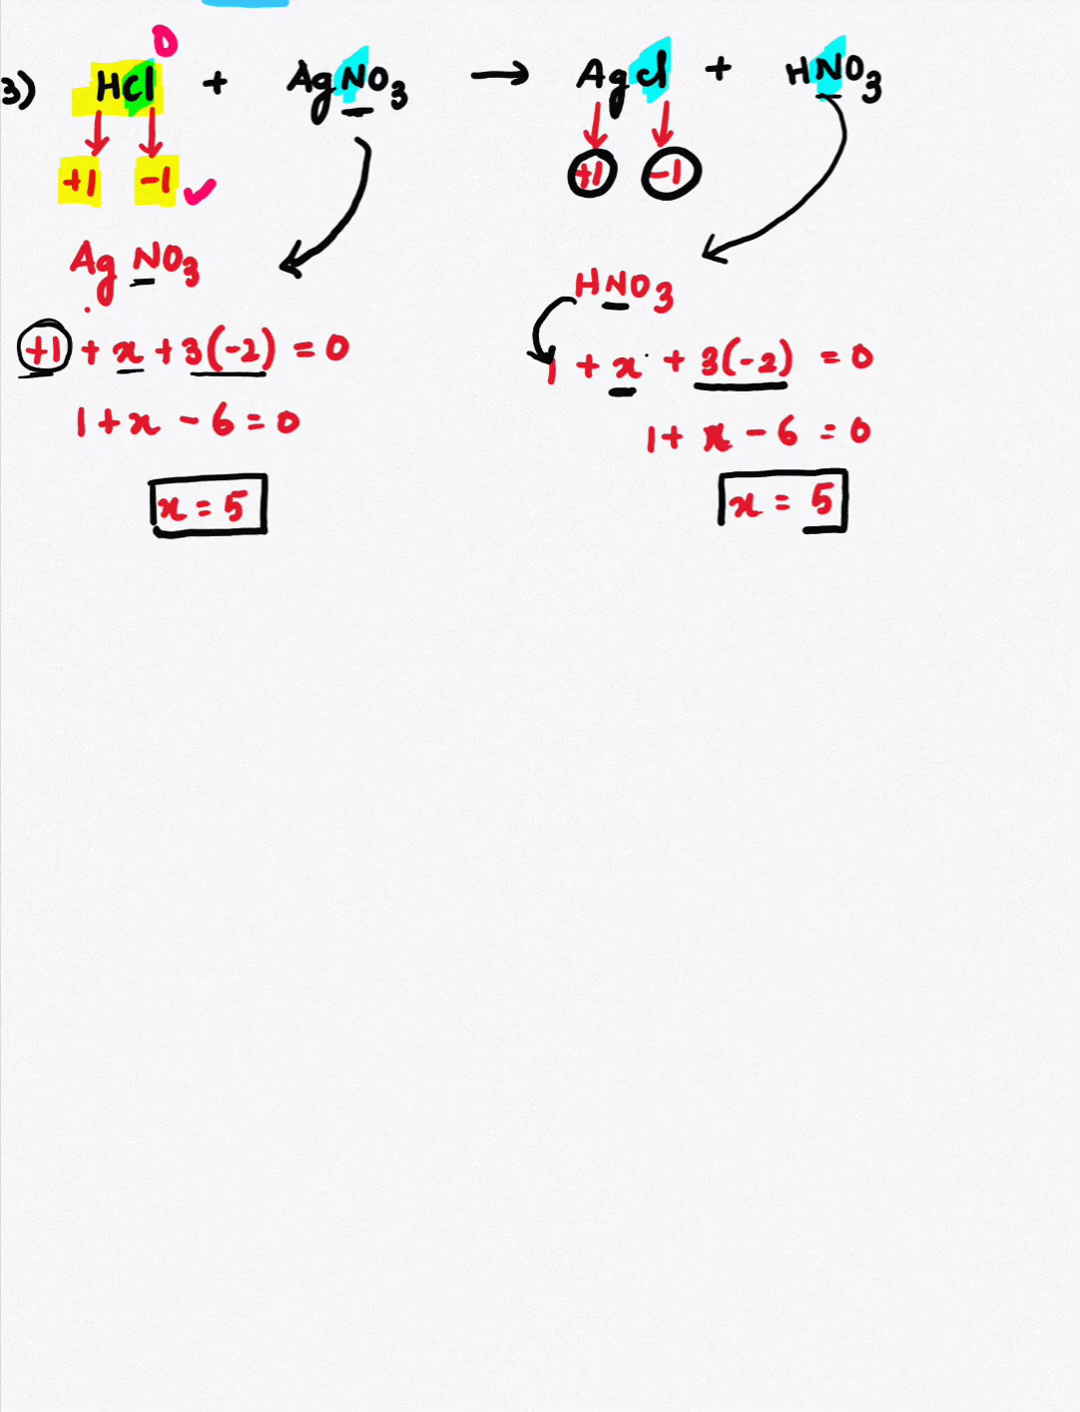 0
3) HCl + AgNO3 → AgCl + HNO3
+1 -1 ✓ +1 -1
AgNO3
+1 + x + 3(-2) = 0
1 + x - 6 = 0
x = 5
HNO3
1 + x + 3(-2) = 0
1 + x - 6 = 0
x = 5